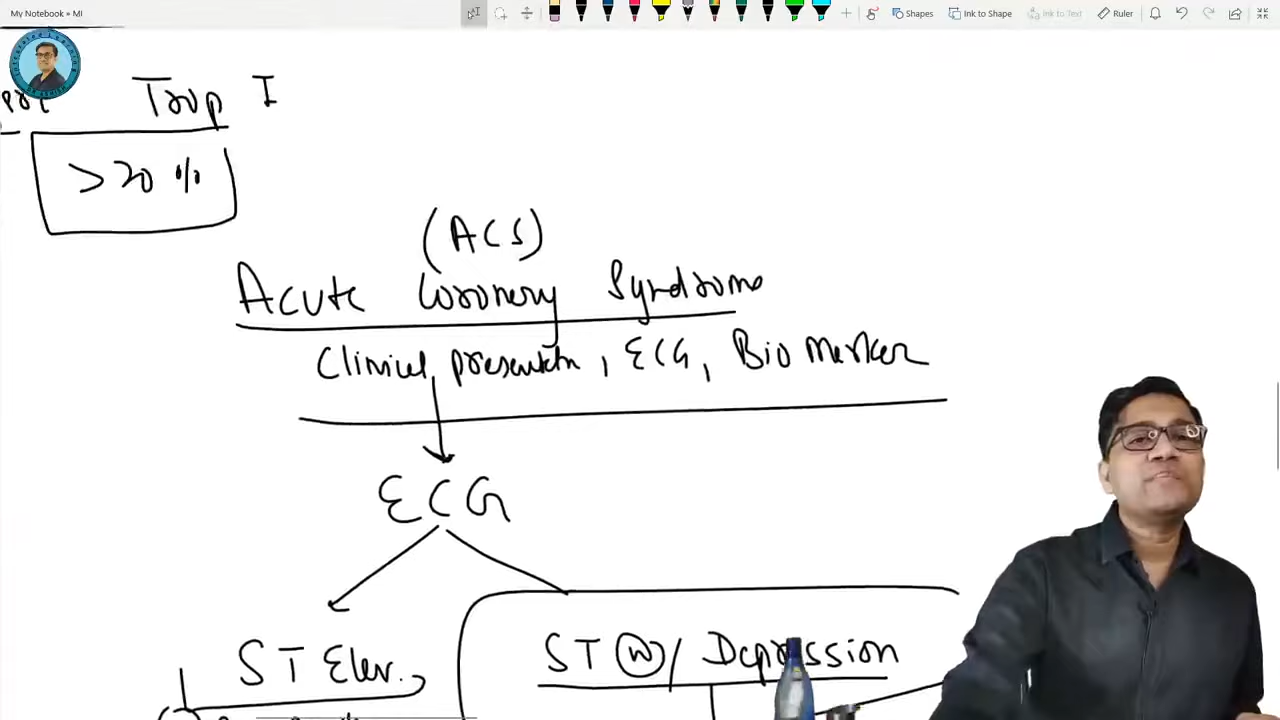 My Notebook » MI
Shapes Ink to Shape Ink to Text Ruler
Trop I
>20 %
(ACS)
Acute Coronary Syndrome
Clinical presentn, ECG, Bio Marker
ECG
ST Elev.
ST N / Depression